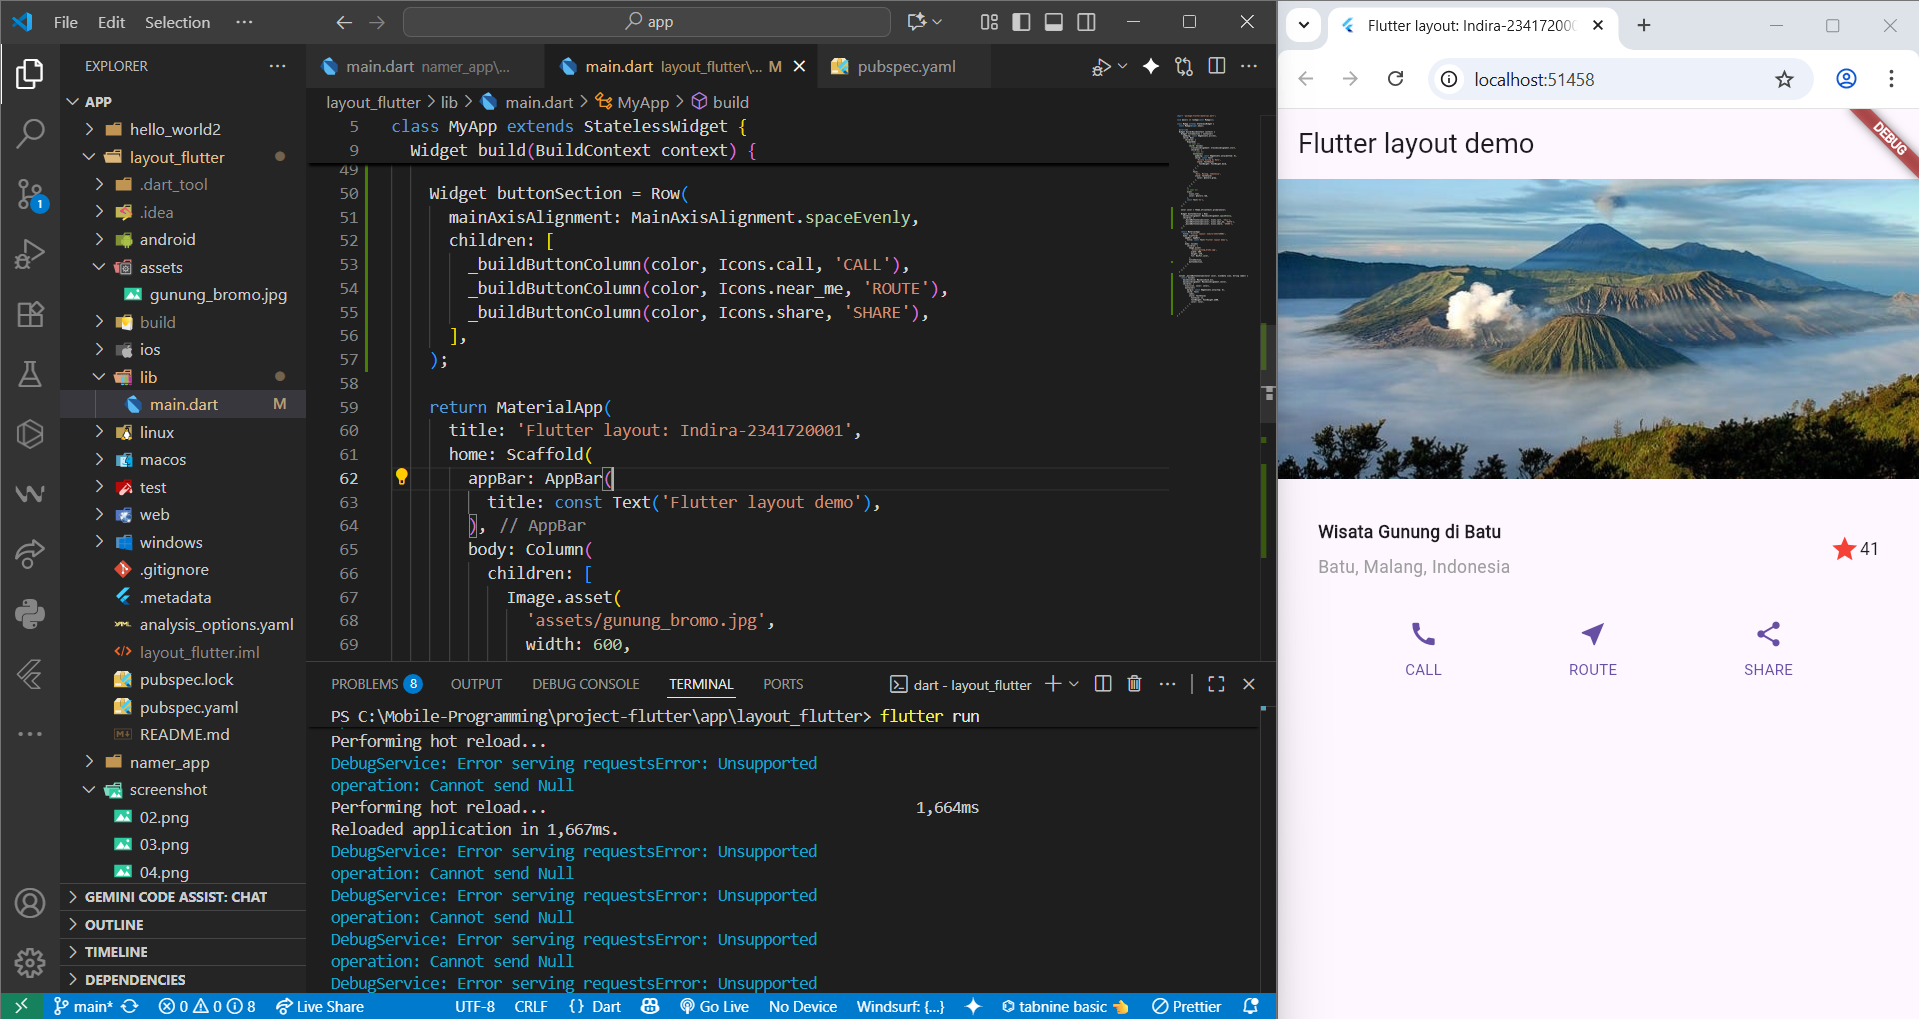 File Edit Selection ...
app
EXPLORER
APP
hello_world2
layout_flutter
.dart_tool
.idea
android
assets
gunung_bromo.jpg
build
ios
lib
main.dart M
linux
macos
test
web
windows
.gitignore
.metadata
analysis_options.yaml
layout_flutter.iml
pubspec.lock
pubspec.yaml
README.md
namer_app
screenshot
02.png
03.png
04.png
GEMINI CODE ASSIST: CHAT
OUTLINE
TIMELINE
DEPENDENCIES
1
main.dart namer_app\...
main.dart layout_flutter\... M
pubspec.yaml
layout_flutter > lib > main.dart > MyApp > build
5 class MyApp extends StatelessWidget {
9 Widget build(BuildContext context) {
49
50 Widget buttonSection = Row(
51 mainAxisAlignment: MainAxisAlignment.spaceEvenly,
52 children: [
53 _buildButtonColumn(color, Icons.call, 'CALL'),
54 _buildButtonColumn(color, Icons.near_me, 'ROUTE'),
55 _buildButtonColumn(color, Icons.share, 'SHARE'),
56 ],
57 );
58
59 return MaterialApp(
60 title: 'Flutter layout: Indira-2341720001',
61 home: Scaffold(
62 appBar: AppBar(
63 title: const Text('Flutter layout demo'),
64 ), // AppBar
65 body: Column(
66 children: [
67 Image.asset(
68 'assets/gunung_bromo.jpg',
69 width: 600,
PROBLEMS 8 OUTPUT DEBUG CONSOLE TERMINAL PORTS
dart - layout_flutter
PS C:\Mobile-Programming\project-flutter\app\layout_flutter> flutter run
Performing hot reload...
DebugService: Error serving requestsError: Unsupported
operation: Cannot send Null
Performing hot reload... 1,664ms
Reloaded application in 1,667ms.
DebugService: Error serving requestsError: Unsupported
operation: Cannot send Null
DebugService: Error serving requestsError: Unsupported
operation: Cannot send Null
DebugService: Error serving requestsError: Unsupported
operation: Cannot send Null
DebugService: Error serving requestsError: Unsupported
main* 0 0 8 Live Share UTF-8 CRLF {} Dart Go Live No Device Windsurf: {...} tabnine basic Prettier
Flutter layout: Indira-234172000
localhost:51458
Flutter layout demo
DEBUG
Wisata Gunung di Batu
Batu, Malang, Indonesia
41
CALL ROUTE SHARE